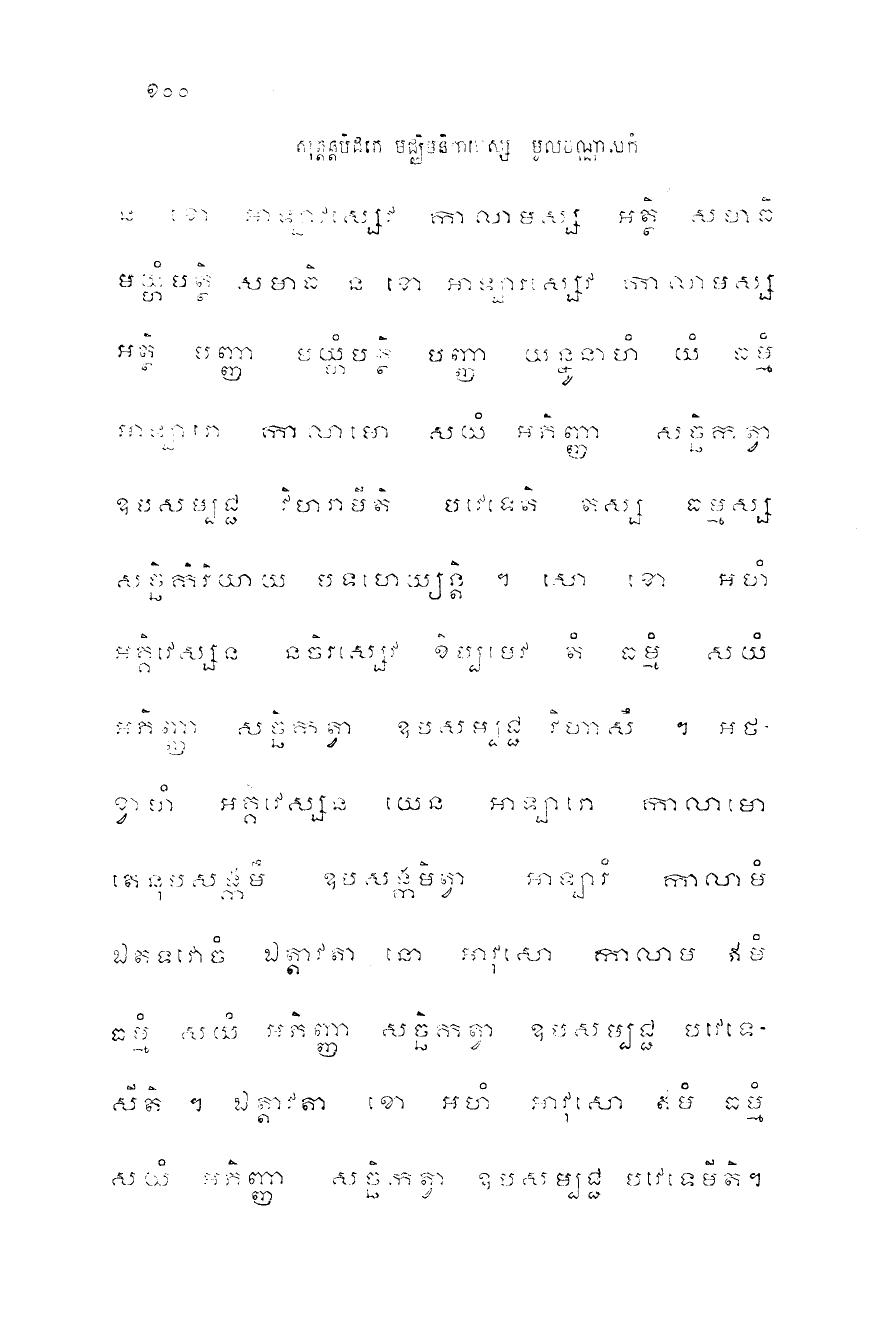 ១០០
សុត្តន្តបិដកេ មជ្ឈិមនិកាយស្ស មូលបណ្ណាសកំ
ន ខោ អាឡារស្សេវ កាលាមស្ស អត្ថិ សមាធិ
មយ្ហំបត្ថិ សមាធិ ន ខោ អាឡារស្សេវ កាលាមស្ស
អត្ថិ បញ្ញា មយ្ហំបត្ថិ បញ្ញា យន្នូនាហំ យំ ធម្មំ
អាឡារោ កាលាមោ សយំ អភិញ្ញា សច្ឆិកត្វា
ឧបសម្បជ្ជ វិហរាមីតិ បវេទេតិ តស្ស ធម្មស្ស
សច្ឆិកិរិយាយ បទហេយ្យន្តិ ។ សោ ខោ អហំ
អគ្គិវេស្សន នចិរស្សេវ ខិប្បមេវ តំ ធម្មំ សយំ
អភិញ្ញា សច្ឆិកត្វា ឧបសម្បជ្ជ វិហាសឹ ។ អថ-
ខ្វាហំ អគ្គិវេស្សន យេន អាឡារោ កាលាមោ
តេនុបសង្កមឹ ឧបសង្កមិត្វា អាឡារំ កាលាមំ
ឯតទវោចំ ឯត្តាវតា នោ អាវុសោ កាលាម ឥមំ
ធម្មំ សយំ អភិញ្ញា សច្ឆិកត្វា ឧបសម្បជ្ជ បវេទេ-
សីតិ ។ ឯត្តាវតា ខោ អហំ អាវុសោ ឥមំ ធម្មំ
សយំ អភិញ្ញា សច្ឆិកត្វា ឧបសម្បជ្ជ បវេទេមីតិ។